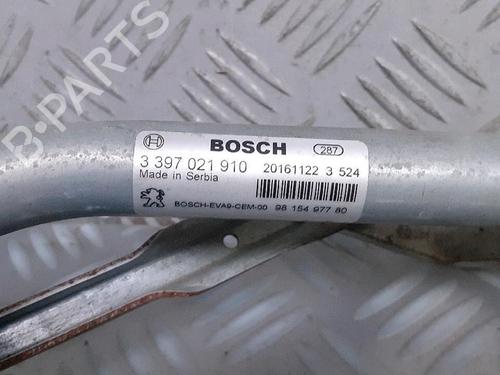 B-PARTS
BOSCH 287
3 397 021 910 20161122 3 524
Made in Serbia
BOSCH-EVA9-CEM-00 98 154 977 80